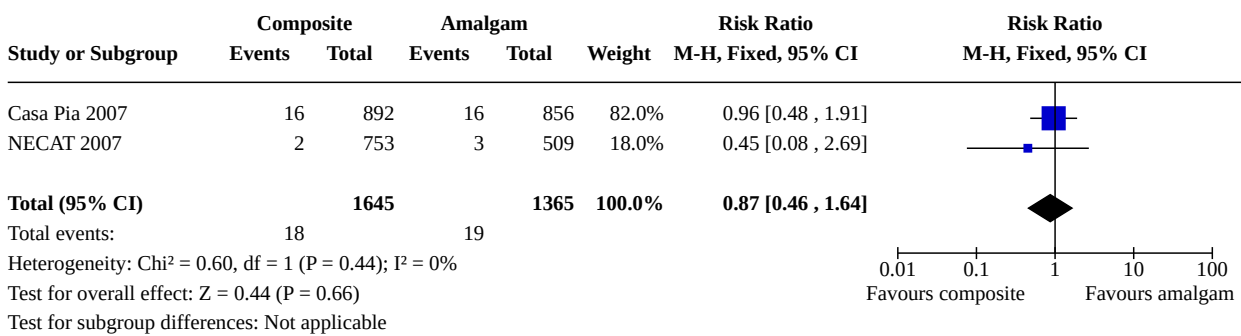 Composite Amalgam Risk Ratio Risk Ratio
Study or Subgroup Events Total Events Total Weight M-H, Fixed, 95% CI M-H, Fixed, 95% CI
Casa Pia 2007 16 892 16 856 82.0% 0.96 [0.48 , 1.91]
NECAT 2007 2 753 3 509 18.0% 0.45 [0.08 , 2.69]
Total (95% CI) 1645 1365 100.0% 0.87 [0.46 , 1.64]
Total events: 18 19
Heterogeneity: Chi² = 0.60, df = 1 (P = 0.44); I² = 0%
0.01 0.1 1 10 100
Test for overall effect: Z = 0.44 (P = 0.66) Favours composite Favours amalgam
Test for subgroup differences: Not applicable